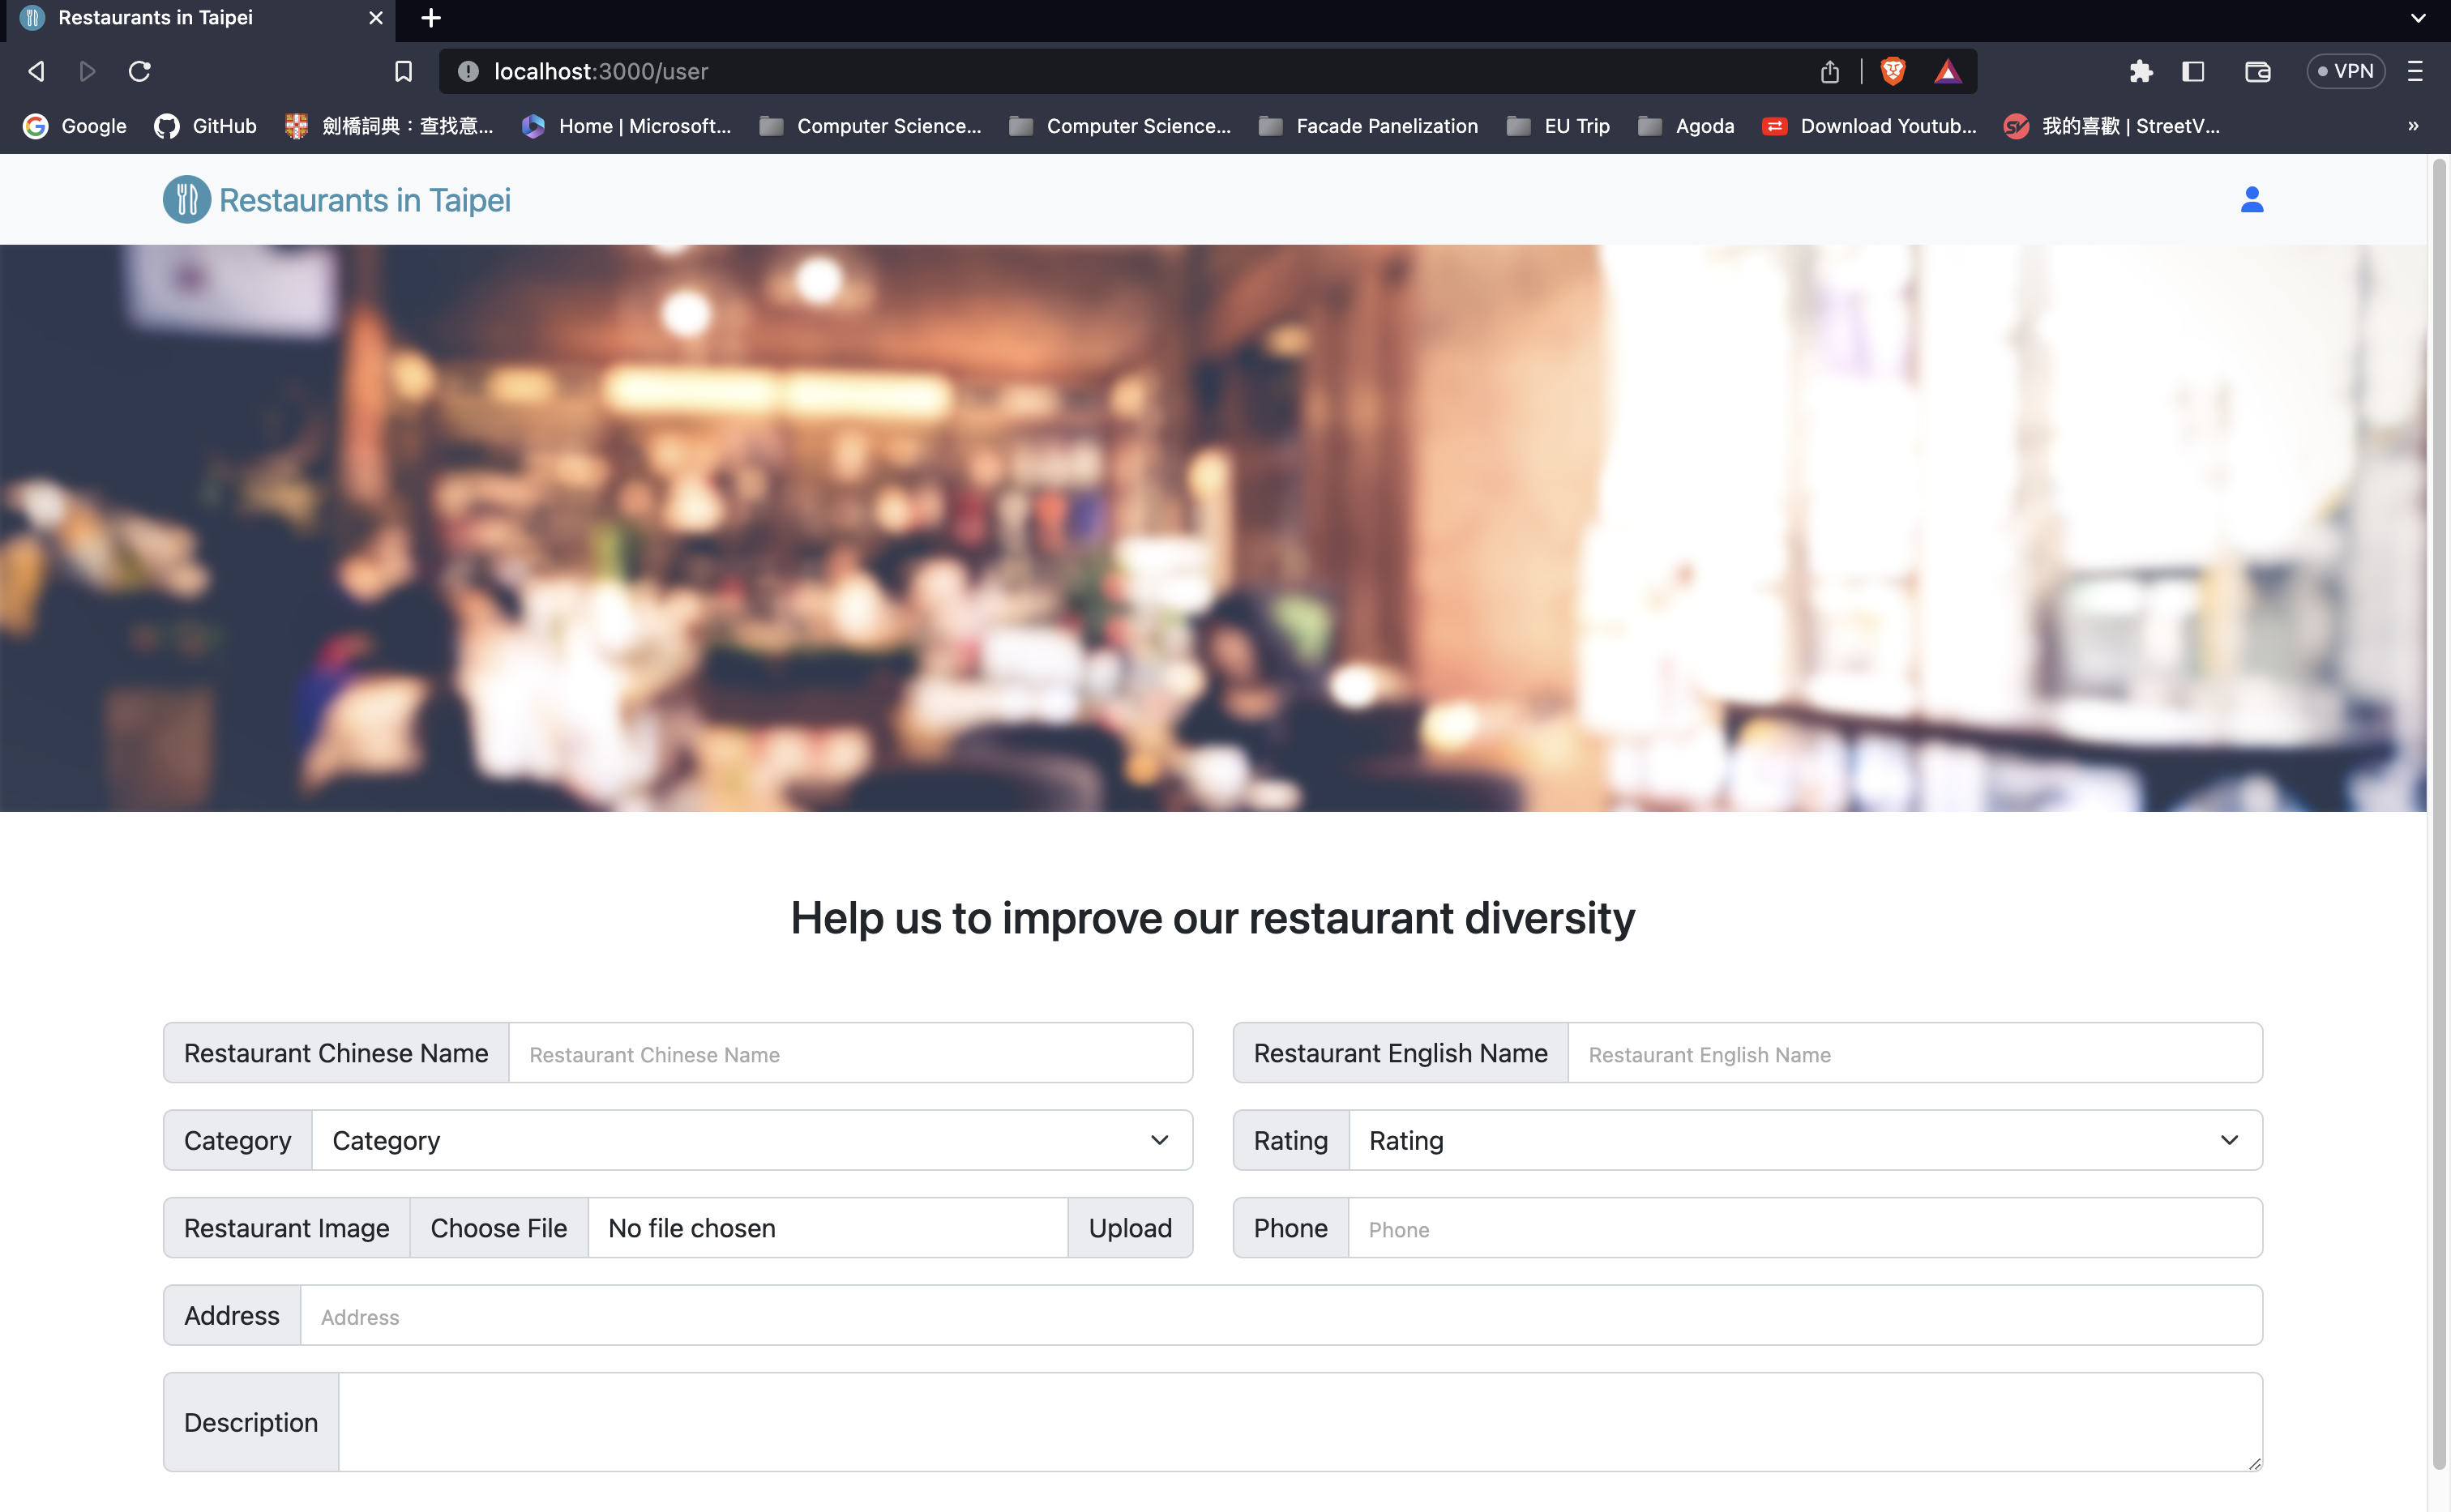 Restaurants in Taipei
localhost:3000/user
VPN
Google GitHub 劍橋詞典：查找意... Home | Microsoft... Computer Science... Computer Science... Facade Panelization EU Trip Agoda Download Youtub... 我的喜歡 | StreetV... »
Restaurants in Taipei
Help us to improve our restaurant diversity
Restaurant Chinese Name Restaurant Chinese Name Restaurant English Name Restaurant English Name
Category Category Rating Rating
Restaurant Image Choose File No file chosen Upload Phone Phone
Address Address
Description